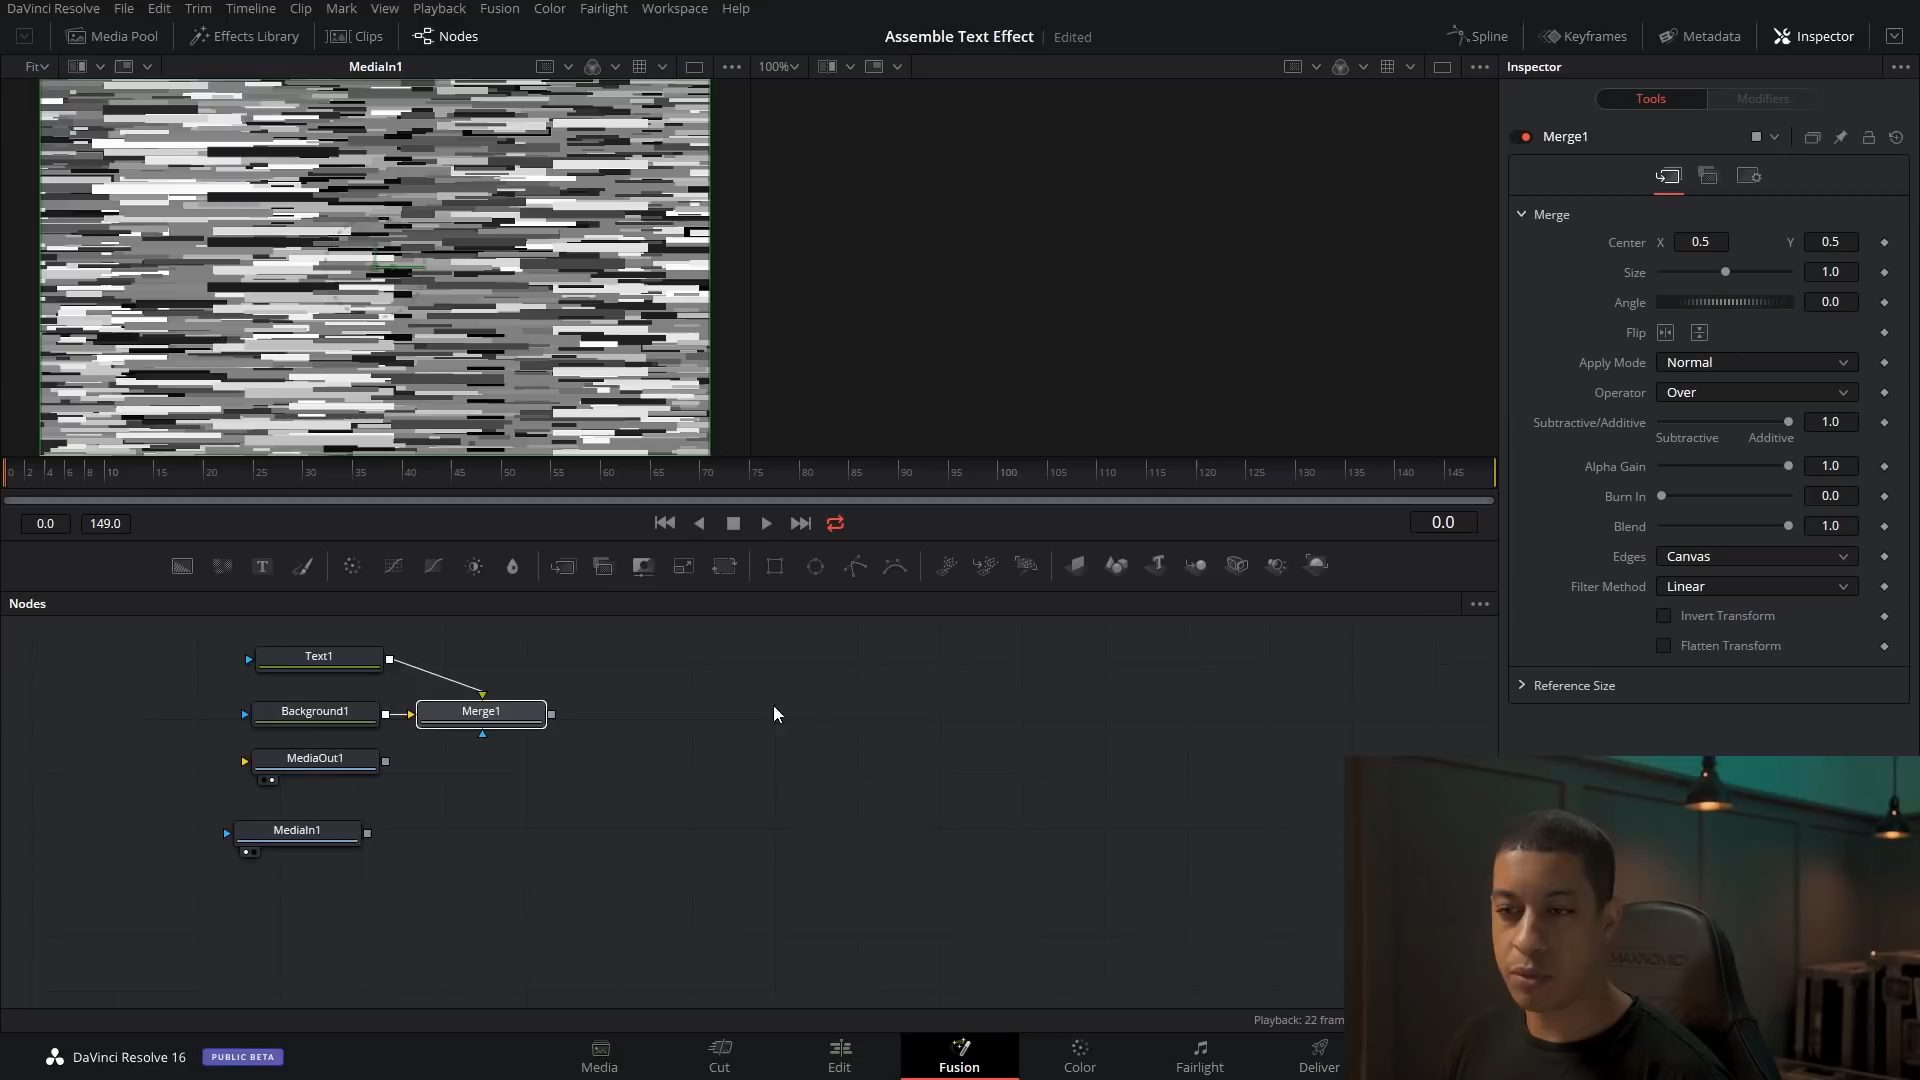 DaVinci Resolve File Edit Trim Timeline Clip Mark View Playback Fusion Color Fairlight Workspace Help
Media Pool Effects Library Clips Nodes Assemble Text Effect Edited Spline Keyframes Metadata Inspector
Fit MediaIn1 100% Inspector
Tools Modifiers
Merge1
Merge
Center X 0.5 Y 0.5
Size 1.0
Angle 0.0
Flip
Apply Mode Normal
Operator Over
Subtractive/Additive 1.0
Subtractive Additive
Alpha Gain 1.0
Burn In 0.0
Blend 1.0
Edges Canvas
Filter Method Linear
Invert Transform
Flatten Transform
Reference Size
0 2 4 6 8 10 15 20 25 30 35 40 45 50 55 60 65 70 75 80 85 90 95 100 105 110 115 120 125 130 135 140 145
0.0 149.0 0.0
T T
Nodes
Text1
Background1 Merge1
MediaOut1
MediaIn1
MAXNOMIC
Playback: 22 fram
DaVinci Resolve 16 PUBLIC BETA
Media Cut Edit Fusion Color Fairlight Deliver